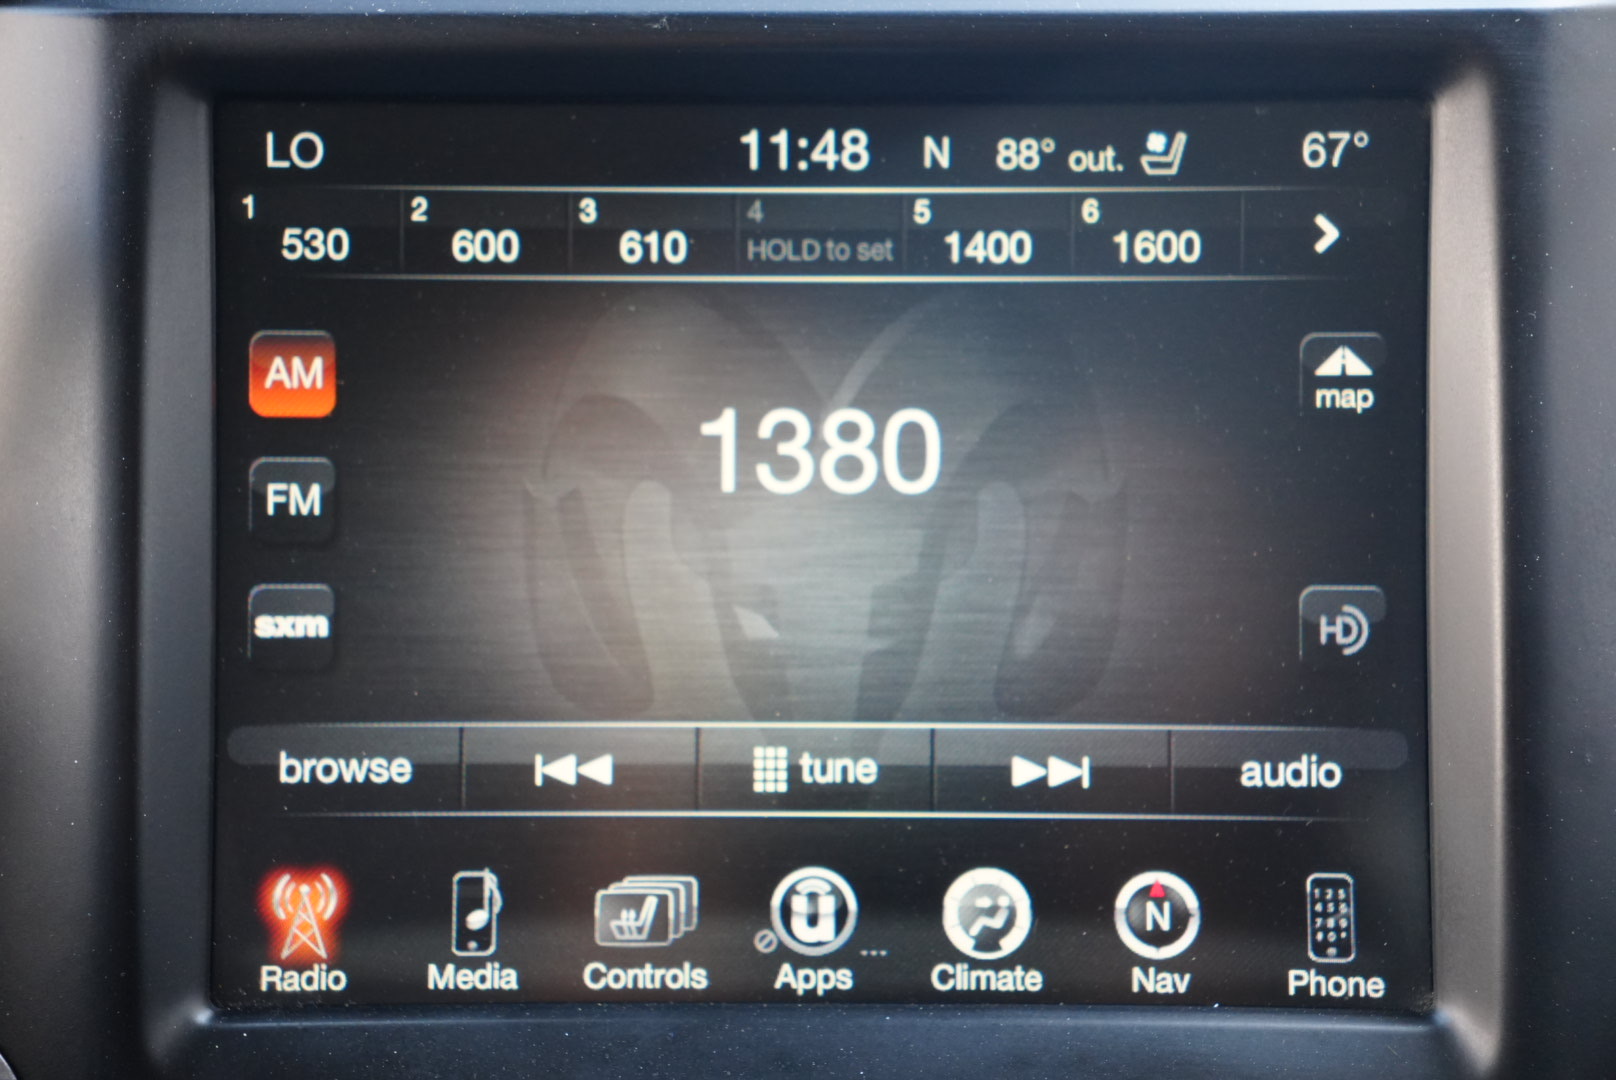 LO 11:48 N 88° out. 67°
1 2 3 4 5 6
530 600 610 HOLD to set 1400 1600
AM
map
1380
FM
sxm
HD
browse tune audio
N
Radio Media Controls Apps Climate Nav Phone